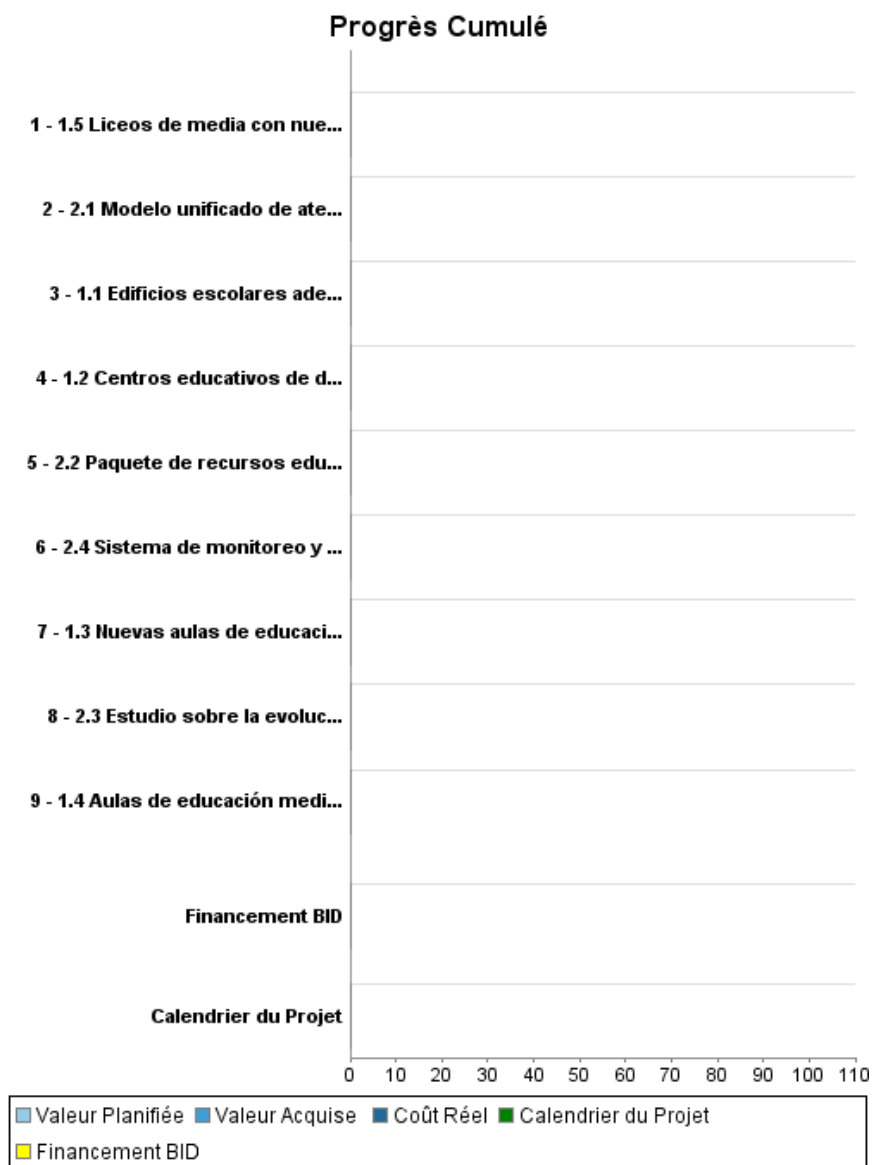 Progrès Cumulé
1 - 1.5 Liceos de media con nue...
2 - 2.1 Modelo unificado de ate...
3 - 1.1 Edificios escolares ade...
4 - 1.2 Centros educativos de d...
5 - 2.2 Paquete de recursos edu...
6 - 2.4 Sistema de monitoreo y ...
7 - 1.3 Nuevas aulas de educaci...
8 - 2.3 Estudio sobre la evoluc...
9 - 1.4 Aulas de educación medi...
Financement BID
Calendrier du Projet
0 10 20 30 40 50 60 70 80 90 100 110
Valeur Planifiée Valeur Acquise Coût Réel Calendrier du Projet
Financement BID